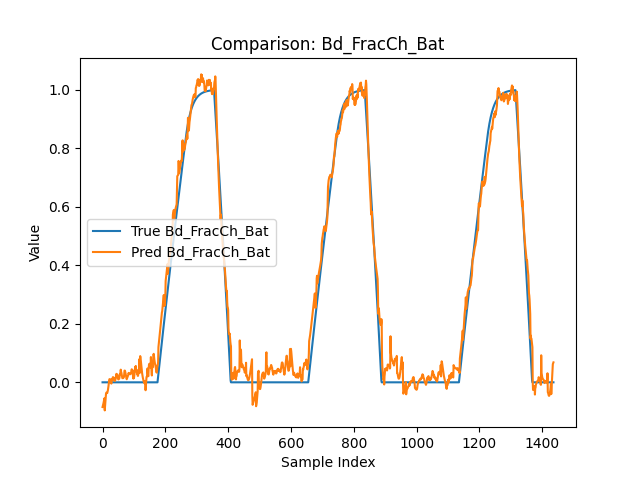 Comparison: Bd_FracCh_Bat
Value
1.0
0.8
0.6
0.4
0.2
0.0
True Bd_FracCh_Bat
Pred Bd_FracCh_Bat
0 200 400 600 800 1000 1200 1400
Sample Index